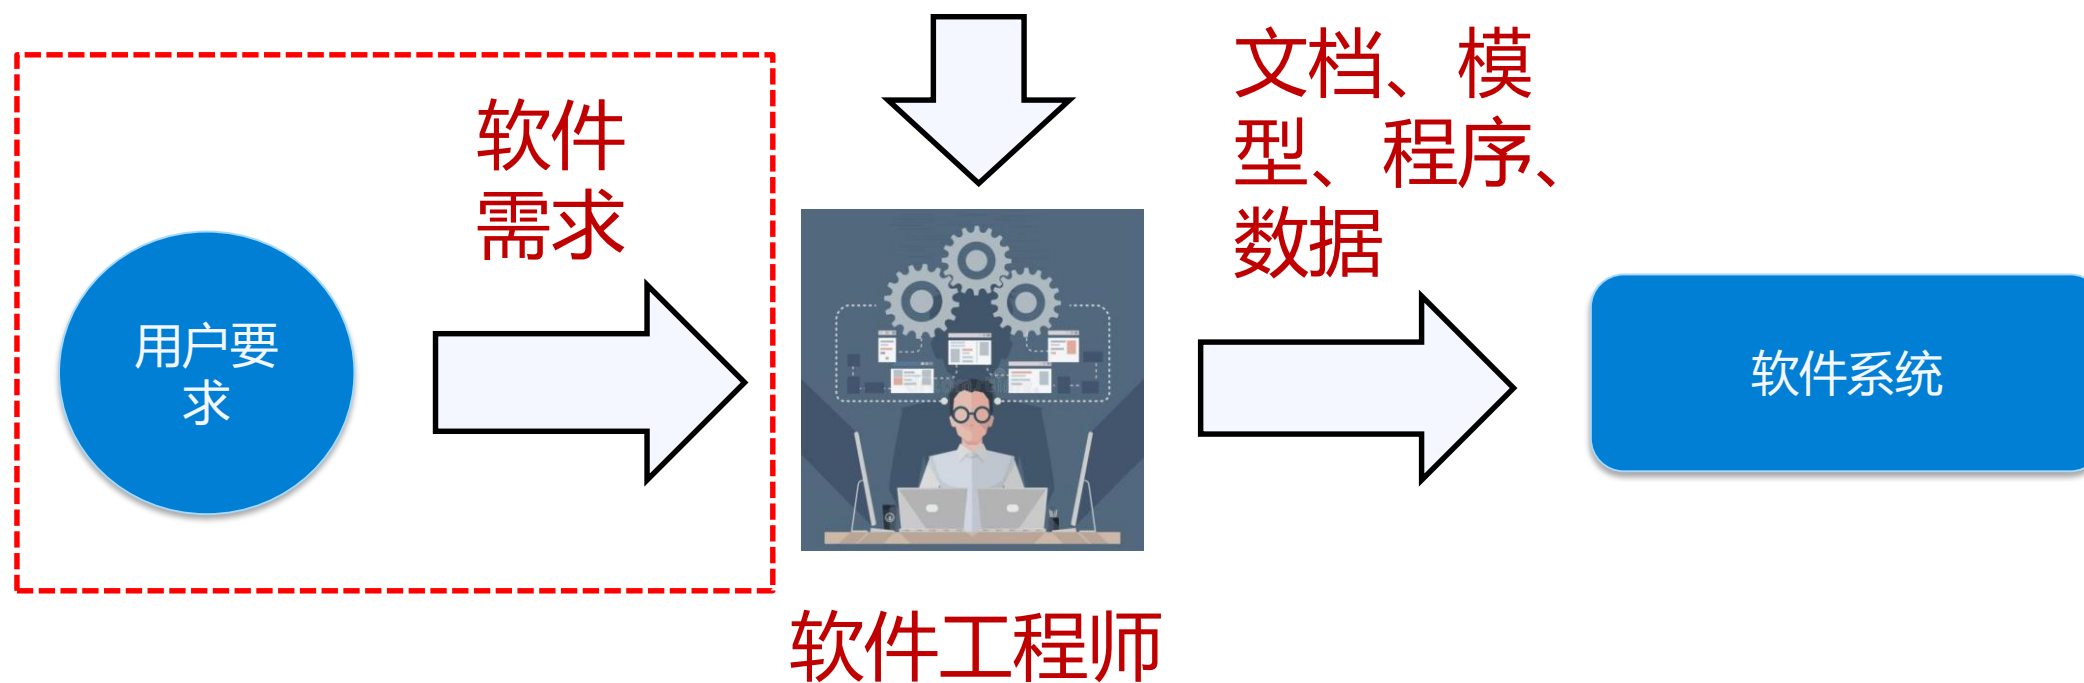 软件
需求
文档、模
型、程序、
数据
用户要
求
软件系统
软件工程师